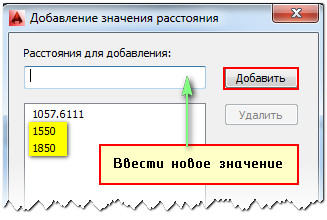 Добавление значения расстояния
Расстояния для добавления:
Добавить
1057.6111
Удалить
1550
1850
Ввести новое значение